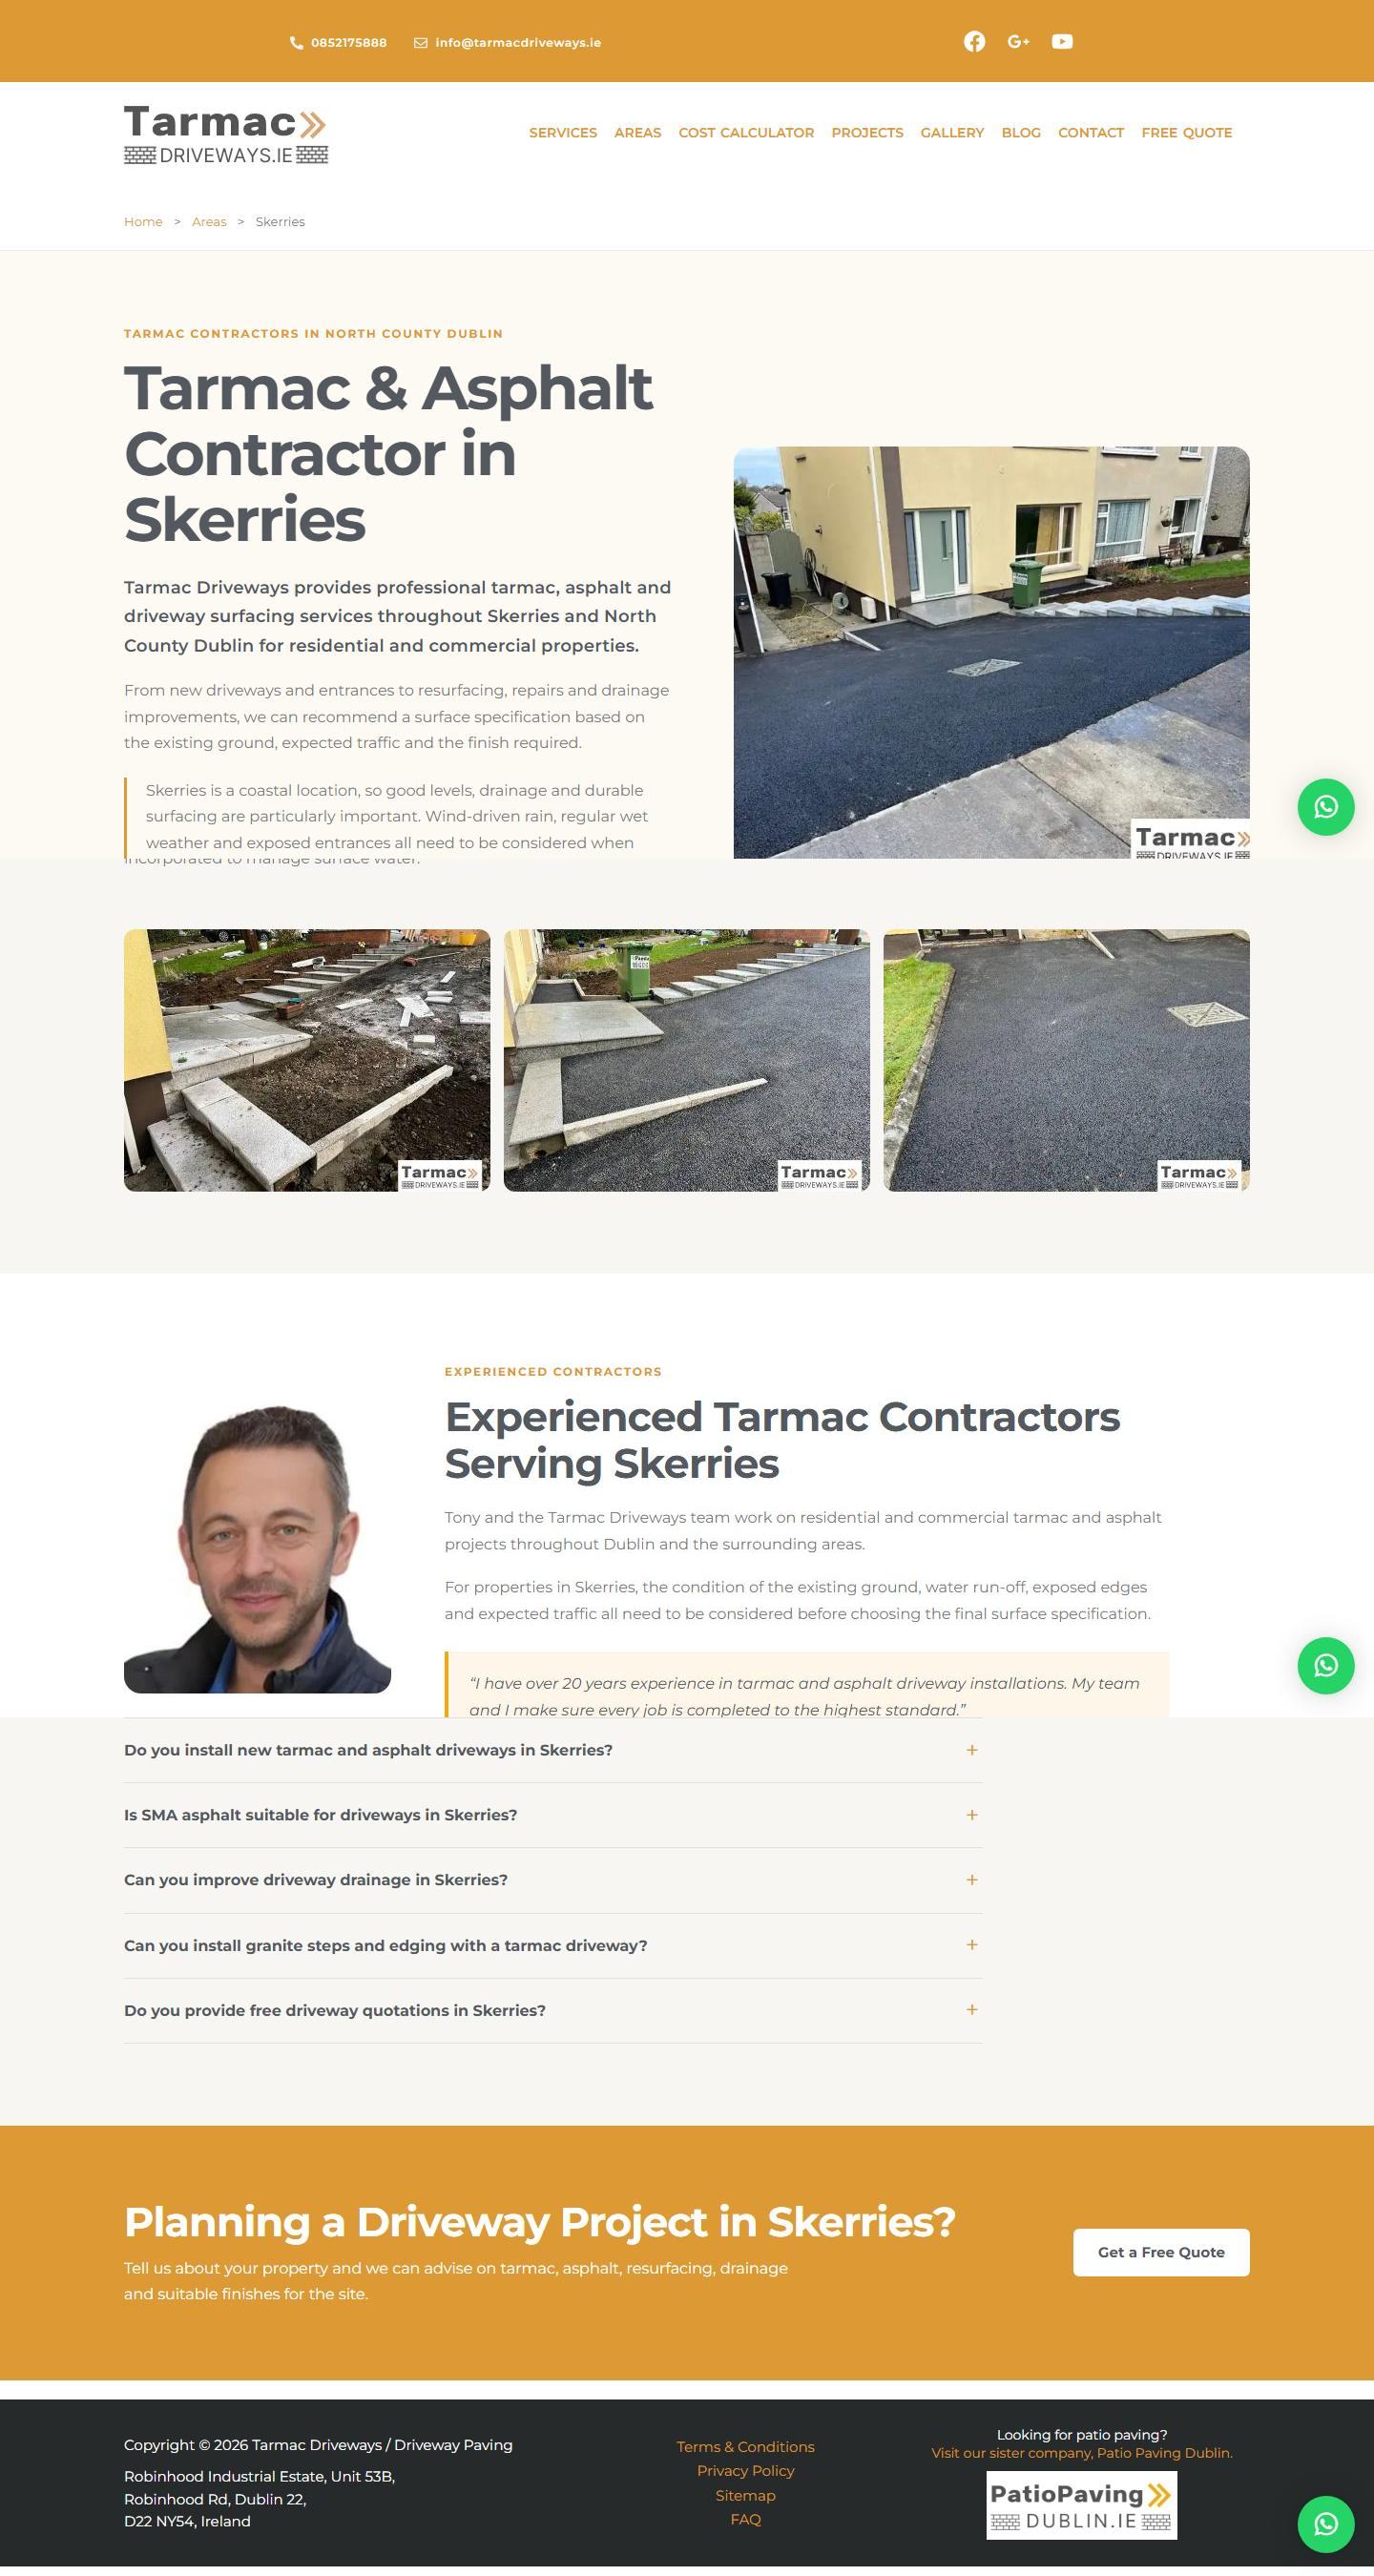 0852175888 info@tarmacdriveways.ie
Tarmac
DRIVEWAYS.IE
SERVICES AREAS COST CALCULATOR PROJECTS GALLERY BLOG CONTACT FREE QUOTE
Home > Areas > Skerries
TARMAC CONTRACTORS IN NORTH COUNTY DUBLIN
Tarmac & Asphalt
Contractor in
Skerries
Tarmac Driveways provides professional tarmac, asphalt and
driveway surfacing services throughout Skerries and North
County Dublin for residential and commercial properties.
From new driveways and entrances to resurfacing, repairs and drainage
improvements, we can recommend a surface specification based on
the existing ground, expected traffic and the finish required.
Skerries is a coastal location, so good levels, drainage and durable
surfacing are particularly important. Wind-driven rain, regular wet
weather and exposed entrances all need to be considered when
incorporated to manage surface water.
Tarmac
DRIVEWAYS.IE
Tarmac
DRIVEWAYS.IE
Tarmac
DRIVEWAYS.IE
Tarmac
DRIVEWAYS.IE
EXPERIENCED CONTRACTORS
Experienced Tarmac Contractors
Serving Skerries
Tony and the Tarmac Driveways team work on residential and commercial tarmac and asphalt
projects throughout Dublin and the surrounding areas.
For properties in Skerries, the condition of the existing ground, water run-off, exposed edges
and expected traffic all need to be considered before choosing the final surface specification.
“I have over 20 years experience in tarmac and asphalt driveway installations. My team
and I make sure every job is completed to the highest standard.”
Do you install new tarmac and asphalt driveways in Skerries? +
Is SMA asphalt suitable for driveways in Skerries? +
Can you improve driveway drainage in Skerries? +
Can you install granite steps and edging with a tarmac driveway? +
Do you provide free driveway quotations in Skerries? +
Planning a Driveway Project in Skerries?
Tell us about your property and we can advise on tarmac, asphalt, resurfacing, drainage
and suitable finishes for the site.
Get a Free Quote
Copyright © 2026 Tarmac Driveways / Driveway Paving
Robinhood Industrial Estate, Unit 53B,
Robinhood Rd, Dublin 22,
D22 NY54, Ireland
Terms & Conditions
Privacy Policy
Sitemap
FAQ
Looking for patio paving?
Visit our sister company, Patio Paving Dublin.
PatioPaving
DUBLIN.IE